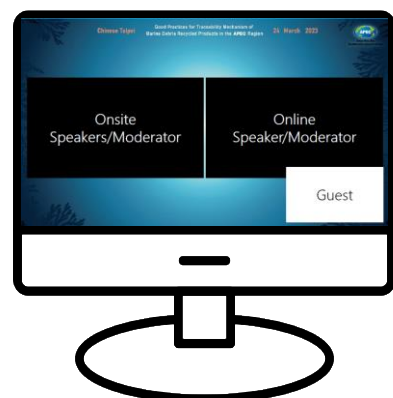 Chinese Taipei
Good Practices for Traceability Mechanism of
Marine Debris Recycled Products in the APEC Region
24 March 2023
APEC
Onsite
Speakers/Moderator
Online
Speaker/Moderator
Guest